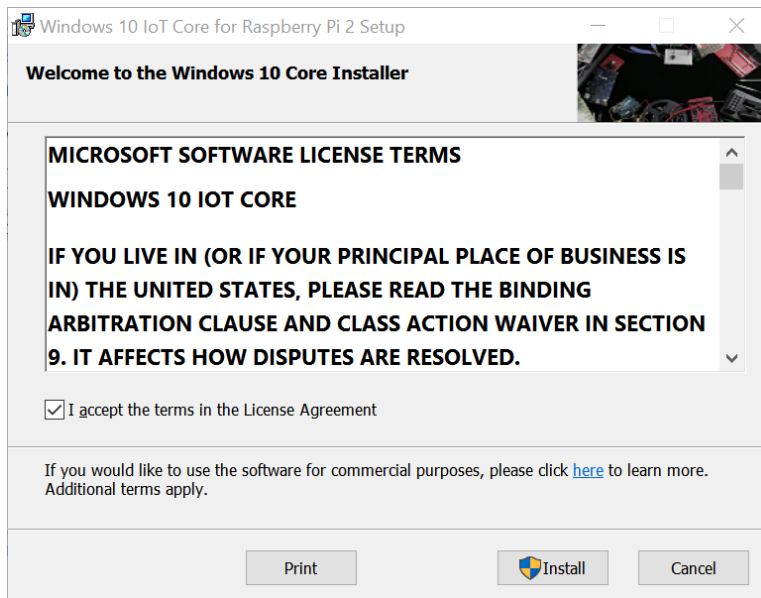 Windows 10 IoT Core for Raspberry Pi 2 Setup
Welcome to the Windows 10 Core Installer
MICROSOFT SOFTWARE LICENSE TERMS
WINDOWS 10 IOT CORE
IF YOU LIVE IN (OR IF YOUR PRINCIPAL PLACE OF BUSINESS IS
IN) THE UNITED STATES, PLEASE READ THE BINDING
ARBITRATION CLAUSE AND CLASS ACTION WAIVER IN SECTION
9. IT AFFECTS HOW DISPUTES ARE RESOLVED.
I accept the terms in the License Agreement
If you would like to use the software for commercial purposes, please click here to learn more.
Additional terms apply.
Print
Install
Cancel